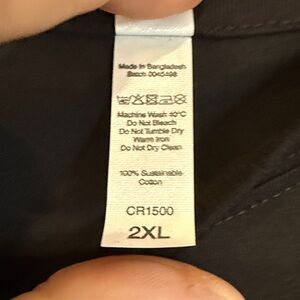 Made in Bangladesh
Batch 0045498
Machine Wash 40°C
Do Not Bleach
Do Not Tumble Dry
Warm Iron
Do Not Dry Clean
100% Sustainable
Cotton
CR1500
2XL